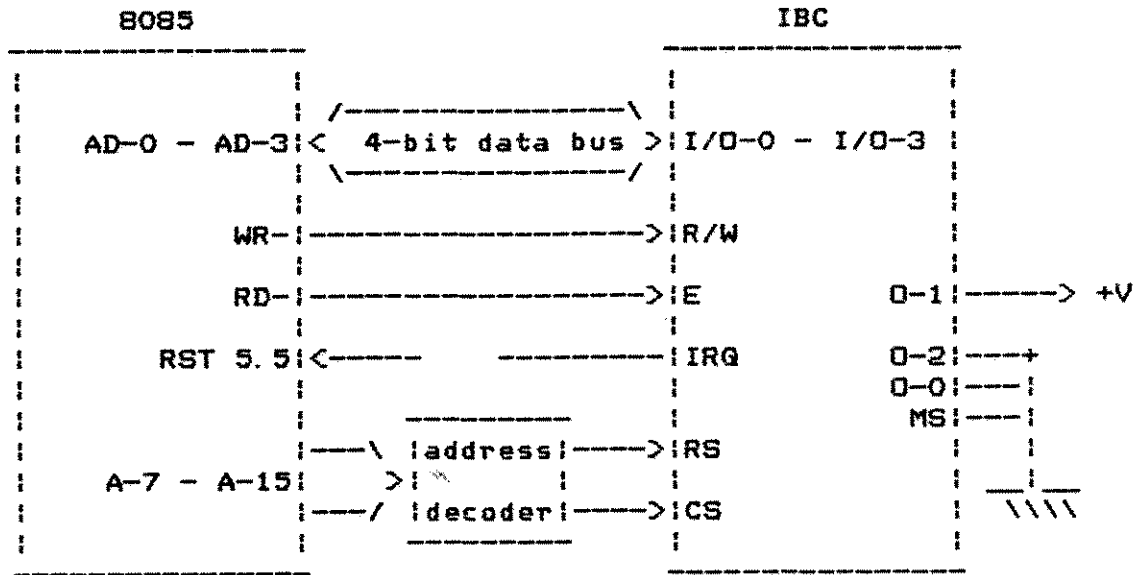 8085 IBC
AD-0 - AD-3 4-bit data bus I/O-0 - I/O-3
WR- R/W
RD- E O-1 +V
RST 5.5 IRQ O-2
O-0
MS
address RS
A-7 - A-15
decoder CS